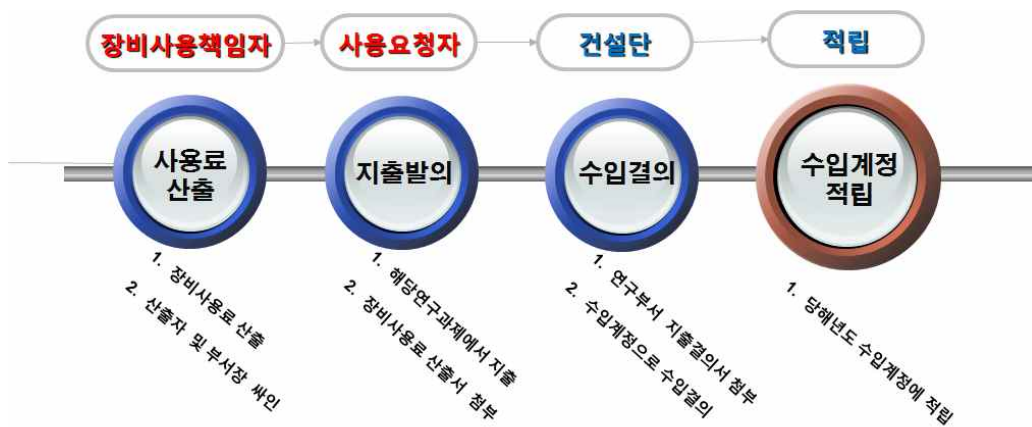 장비사용책임자
사용요청자
건설단
적립
사용료
산출
지출발의
수입결의
수입계정
적립
1. 장비사용료 산출
2. 산출자 및 부서장 싸인
1. 해당연구과제에서 지출
2. 장비사용료 산출서 첨부
1. 연구부서 지출결의서 첨부
2. 수입계정으로 수입결의
1. 당해년도 수입계정에 적립